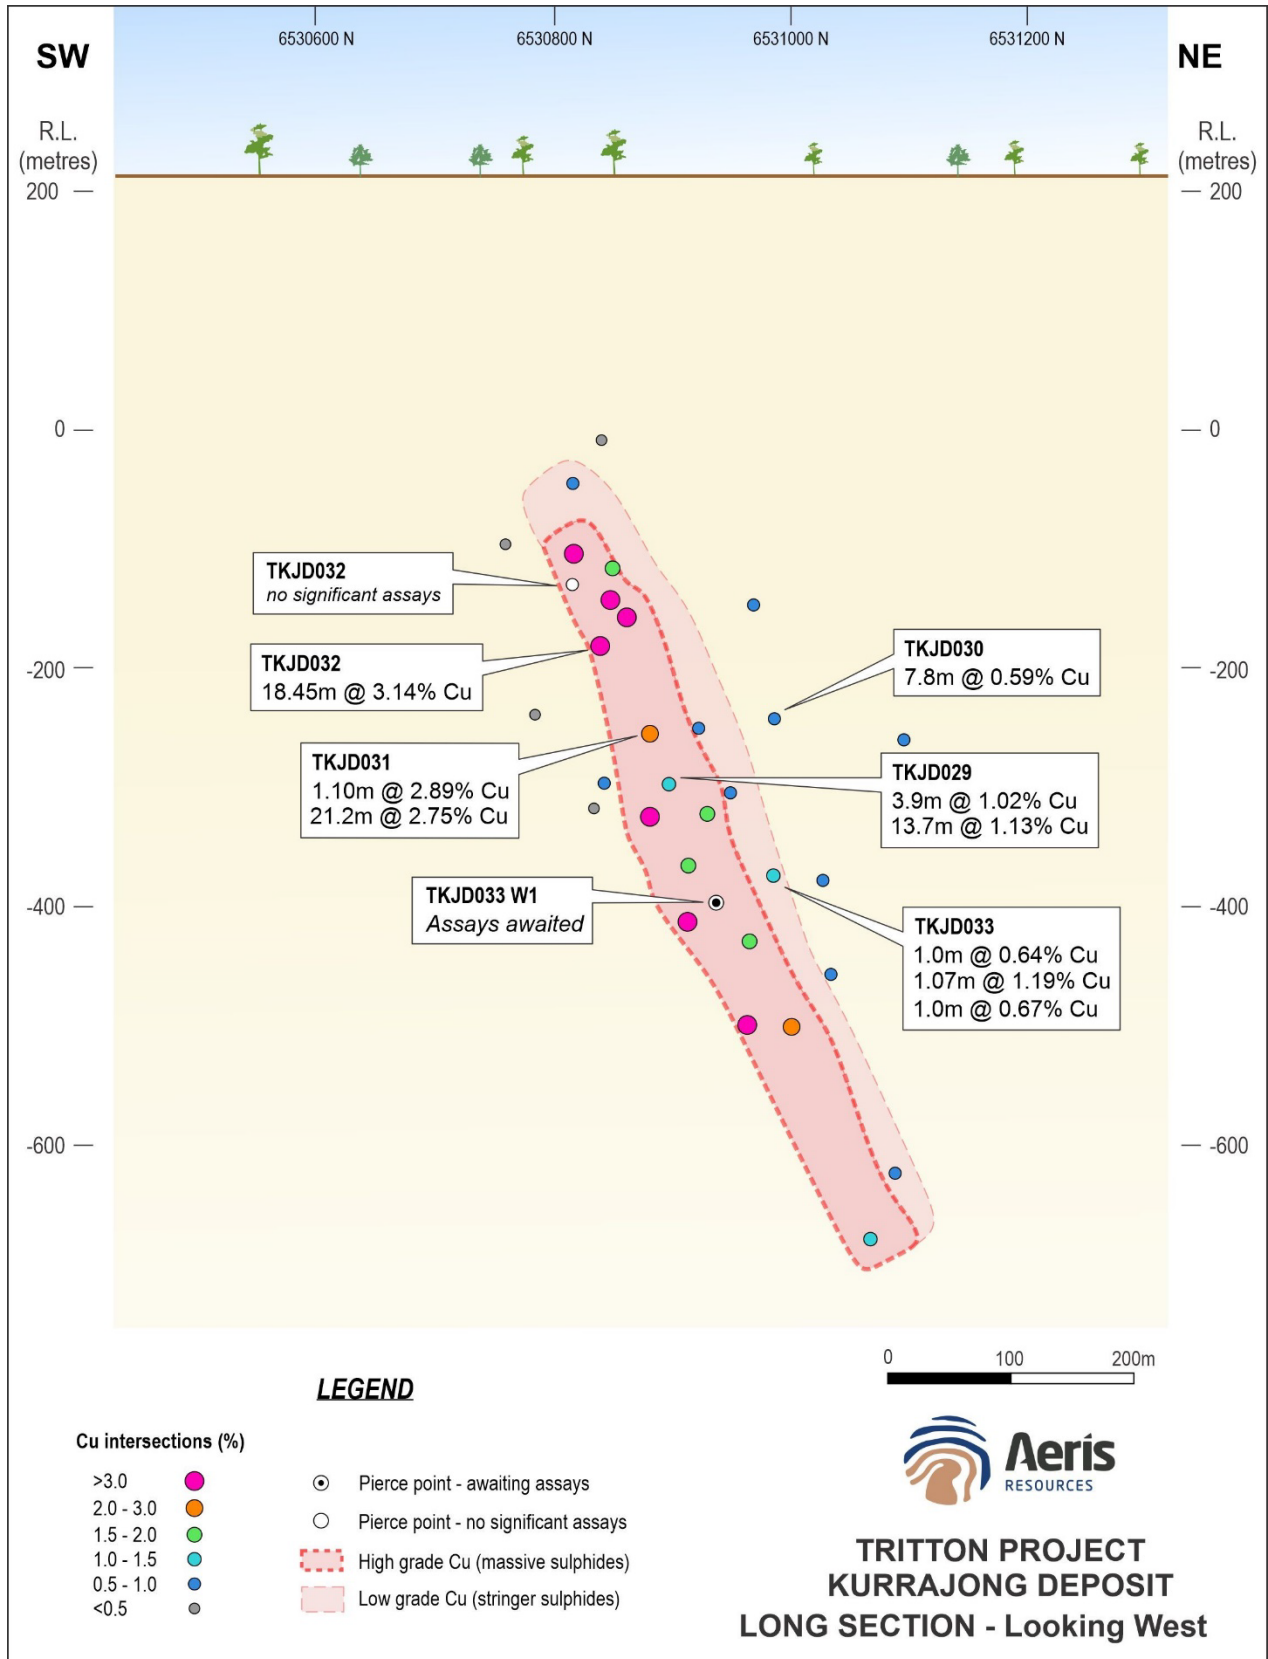 6530600 N
6530800 N
6531000 N
6531200 N
SW
NE
R.L.
(metres)
R.L.
(metres)
200
200
0
0
TKJD032
no significant assays
-200
-200
TKJD030
7.8m @ 0.59% Cu
TKJD032
18.45m @ 3.14% Cu
TKJD031
1.10m @ 2.89% Cu
21.2m @ 2.75% Cu
TKJD029
3.9m @ 1.02% Cu
13.7m @ 1.13% Cu
TKJD033 W1
Assays awaited
-400
-400
TKJD033
1.0m @ 0.64% Cu
1.07m @ 1.19% Cu
1.0m @ 0.67% Cu
-600
-600
0 100 200m
LEGEND
Cu intersections (%)
>3.0
2.0 - 3.0
1.5 - 2.0
1.0 - 1.5
0.5 - 1.0
<0.5
Pierce point - awaiting assays
Pierce point - no significant assays
High grade Cu (massive sulphides)
Low grade Cu (stringer sulphides)
Aeris
RESOURCES
TRITTON PROJECT
KURRAJONG DEPOSIT
LONG SECTION - Looking West